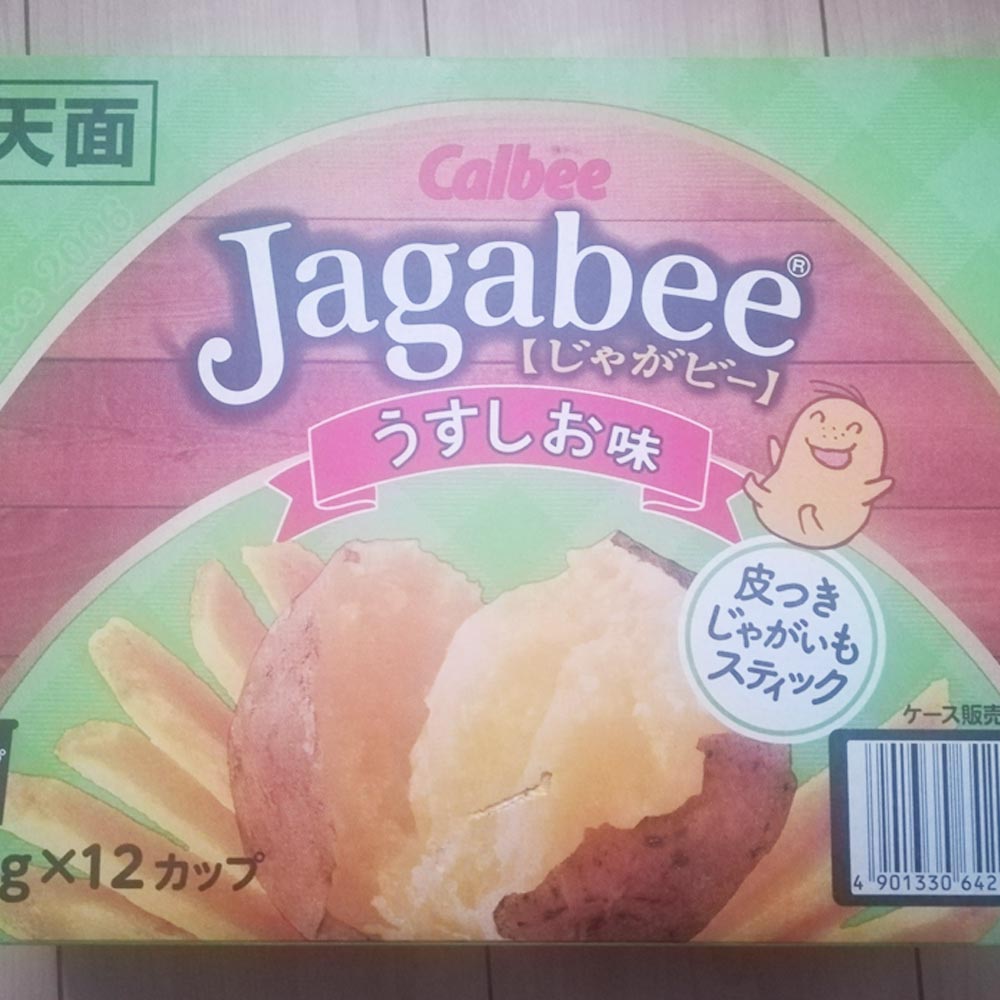 天面
Calbee
Jagabee®
【じゃがビー】
うすしお味
皮つき
じゃがいも
スティック
ケース販売
g×12カップ
4 901330 642